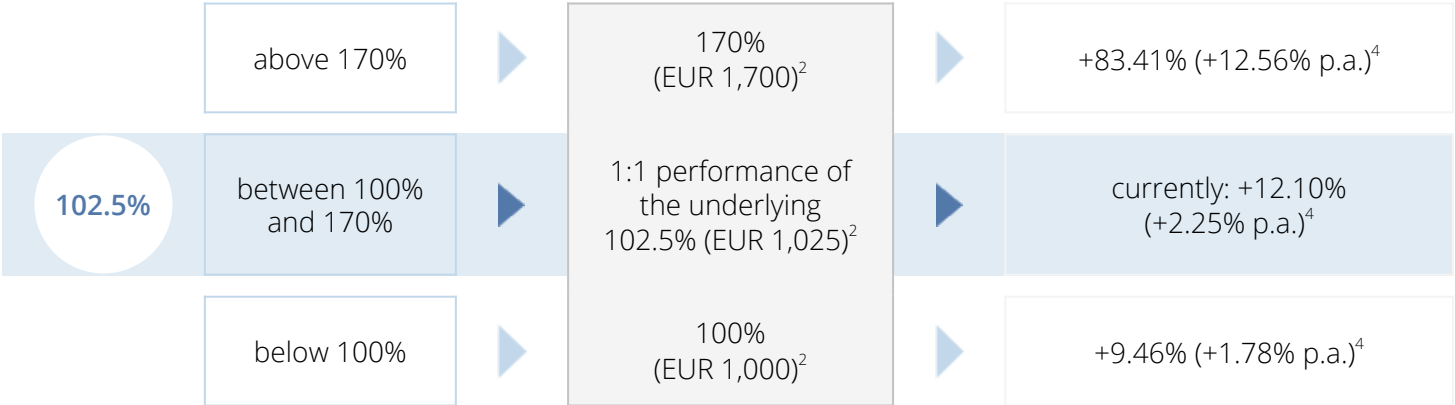 above 170%
170%
(EUR 1,700)²
+83.41% (+12.56% p.a.)⁴
102.5%
between 100%
and 170%
1:1 performance of
the underlying
102.5% (EUR 1,025)²
currently: +12.10%
(+2.25% p.a.)⁴
below 100%
100%
(EUR 1,000)²
+9.46% (+1.78% p.a.)⁴